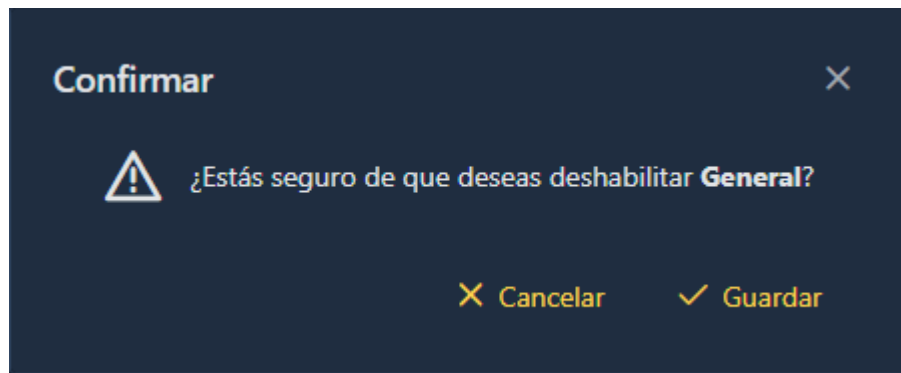 Confirmar
¿Estás seguro de que deseas deshabilitar General?
Cancelar
Guardar